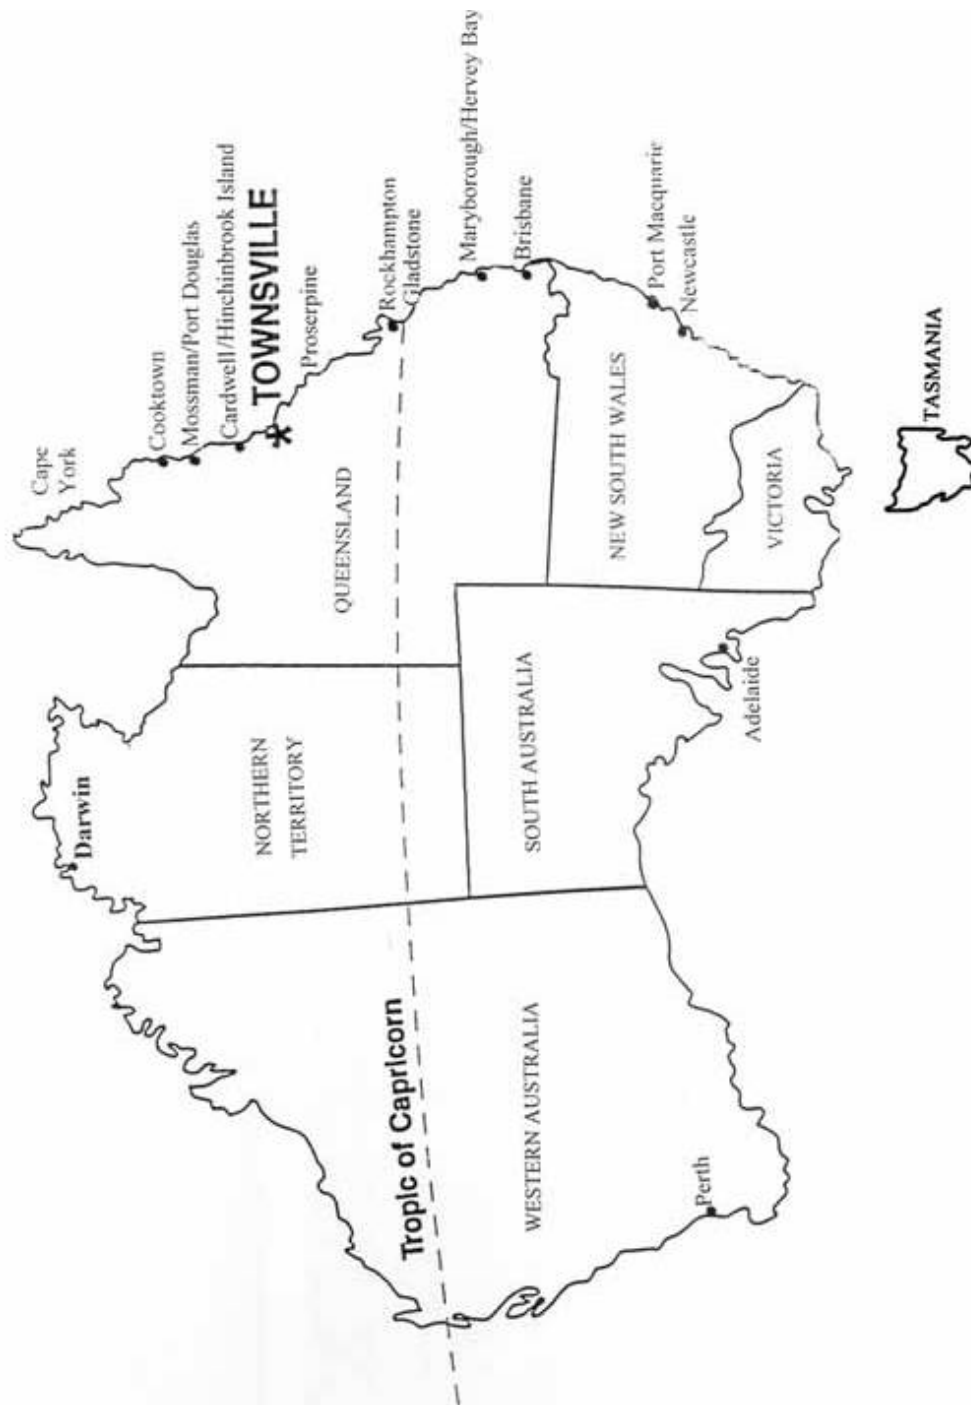 Cape
York
Darwin
Cooktown
Mossman/Port Douglas
Cardwell/Hinchinbrook Island
TOWNSVILLE
Proserpine
NORTHERN
TERRITORY
QUEENSLAND
Rockhampton
Gladstone
Tropic of Capricorn
Maryborough/Hervey Bay
Brisbane
WESTERN AUSTRALIA
SOUTH AUSTRALIA
NEW SOUTH WALES
Port Macquarie
Newcastle
Perth
Adelaide
VICTORIA
TASMANIA